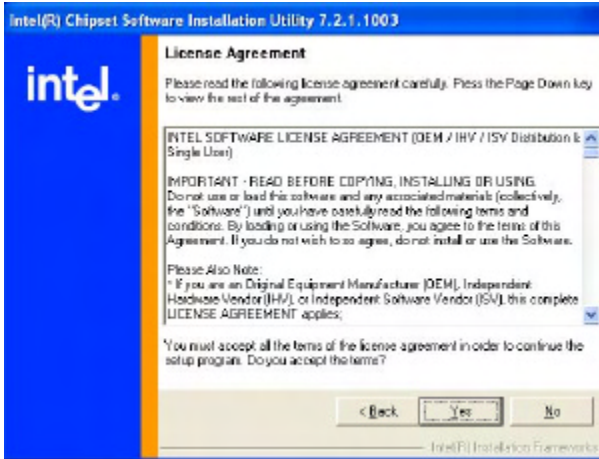 Intel(R) Chipset Software Installation Utility 7.2.1.1003
intel.
License Agreement
Please read the following license agreement carefully. Press the Page Down key
to view the rest of the agreement.
INTEL SOFTWARE LICENSE AGREEMENT (OEM / IHV / ISV Distribution &
Single User)
IMPORTANT - READ BEFORE COPYING, INSTALLING OR USING.
Do not use or load this software and any associated materials (collectively,
the "Software") until you have carefully read the following terms and
conditions. By loading or using the Software, you agree to the terms of this
Agreement. If you do not wish to so agree, do not install or use the Software.
Please Also Note:
* If you are an Original Equipment Manufacturer (OEM), Independent
Hardware Vendor (IHV), or Independent Software Vendor (ISV), this complete
LICENSE AGREEMENT applies;
You must accept all the terms of the license agreement in order to continue the
setup program. Do you accept the terms?
< Back Yes No
Intel(R) Installation Frameworks